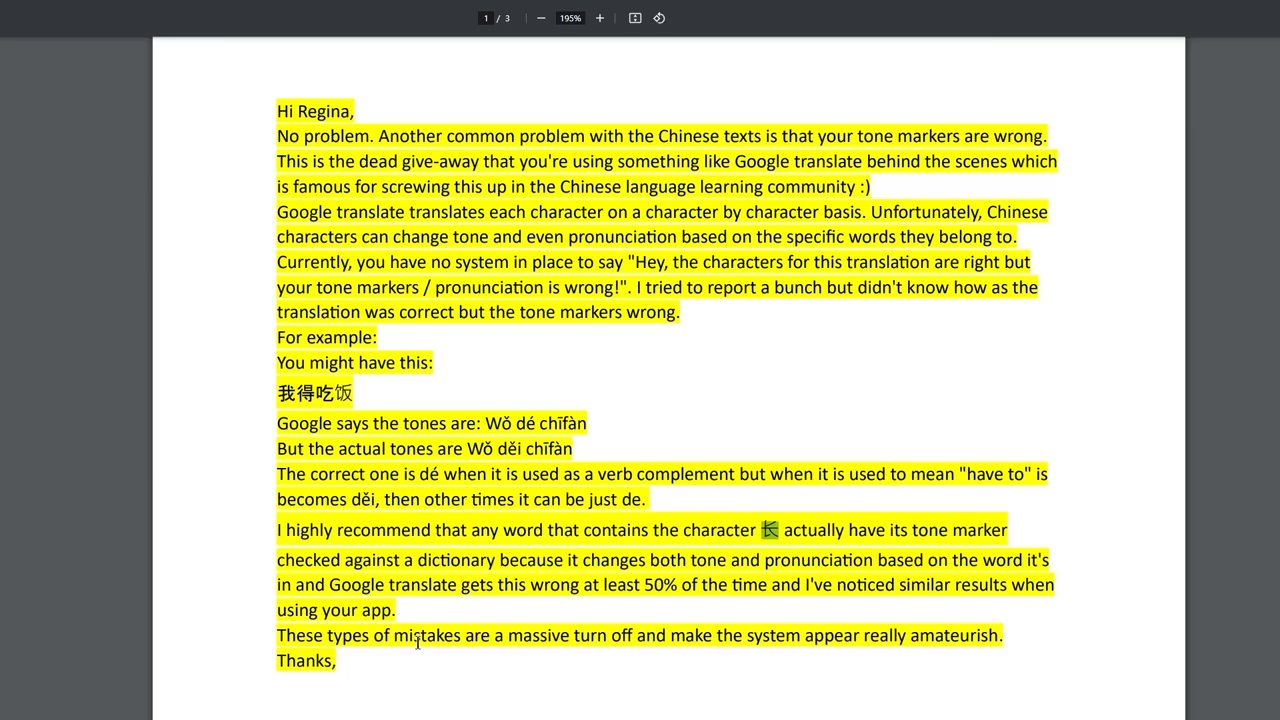 1 / 3 − 195% +
Hi Regina,
No problem. Another common problem with the Chinese texts is that your tone markers are wrong.
This is the dead give-away that you're using something like Google translate behind the scenes which
is famous for screwing this up in the Chinese language learning community :)
Google translate translates each character on a character by character basis. Unfortunately, Chinese
characters can change tone and even pronunciation based on the specific words they belong to.
Currently, you have no system in place to say "Hey, the characters for this translation are right but
your tone markers / pronunciation is wrong!". I tried to report a bunch but didn't know how as the
translation was correct but the tone markers wrong.
For example:
You might have this:
我得吃饭
Google says the tones are: Wǒ dé chīfàn
But the actual tones are Wǒ děi chīfàn
The correct one is dé when it is used as a verb complement but when it is used to mean "have to" is
becomes děi, then other times it can be just de.
I highly recommend that any word that contains the character 长 actually have its tone marker
checked against a dictionary because it changes both tone and pronunciation based on the word it's
in and Google translate gets this wrong at least 50% of the time and I've noticed similar results when
using your app.
These types of mistakes are a massive turn off and make the system appear really amateurish.
Thanks,